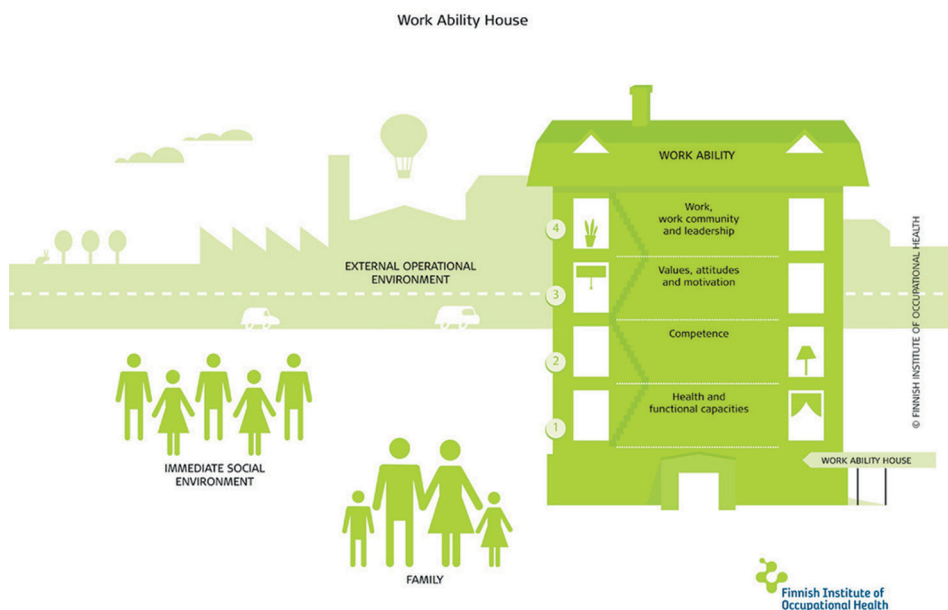 Work Ability House
WORK ABILITY
4
Work,
work community
and leadership
EXTERNAL OPERATIONAL
ENVIRONMENT
3
Values, attitudes
and motivation
2
Competence
1
Health and
functional capacities
© FINNISH INSTITUTE OF OCCUPATIONAL HEALTH
IMMEDIATE SOCIAL
ENVIRONMENT
WORK ABILITY HOUSE
FAMILY
Finnish Institute of
Occupational Health